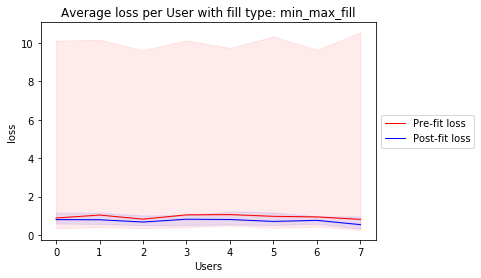 Average loss per User with fill type: min_max_fill
10
8
6
4
2
0
loss
0 1 2 3 4 5 6 7
Users
Pre-fit loss
Post-fit loss